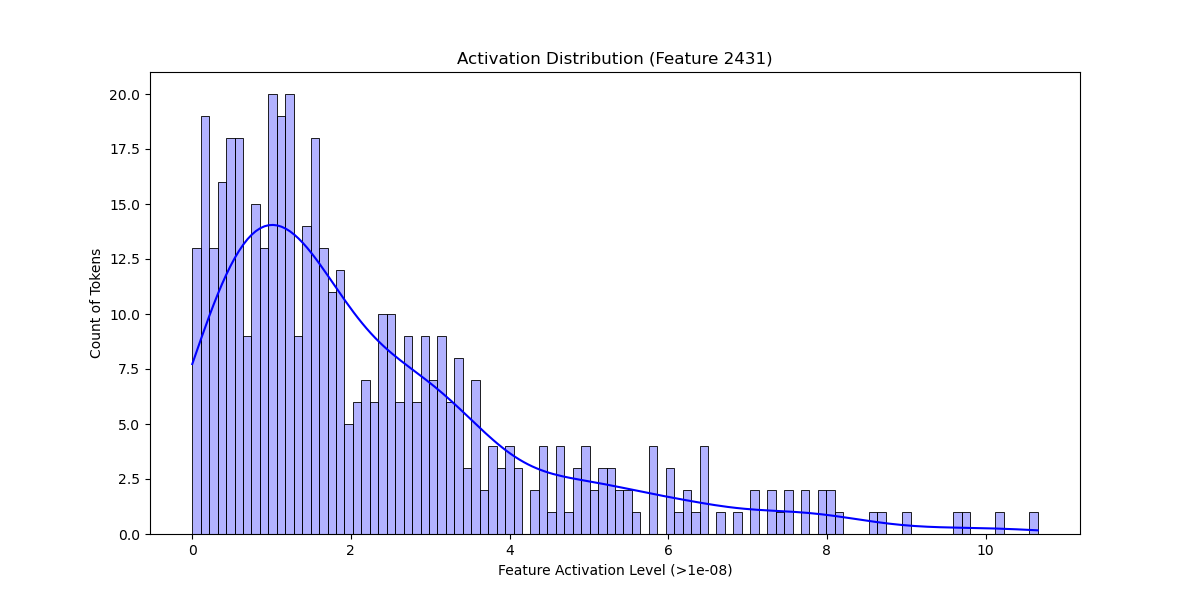 Activation Distribution (Feature 2431)
20.0
17.5
15.0
12.5
10.0
7.5
5.0
2.5
0.0
Count of Tokens
0 2 4 6 8 10
Feature Activation Level (>1e-08)